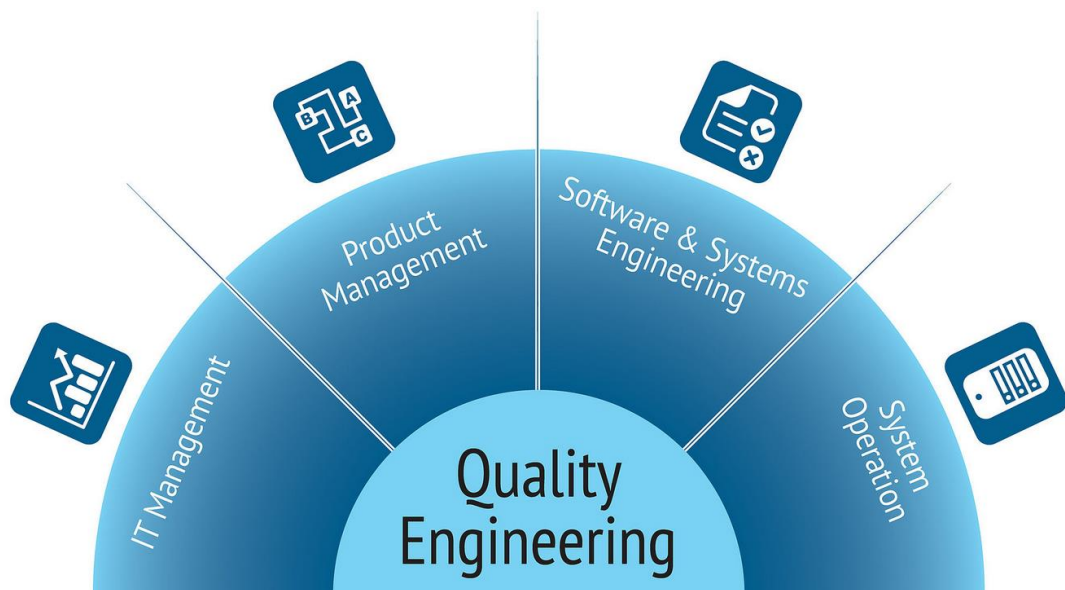 IT Management
Product
Management
B
A
C
Software & Systems
Engineering
System
Operation
Quality
Engineering